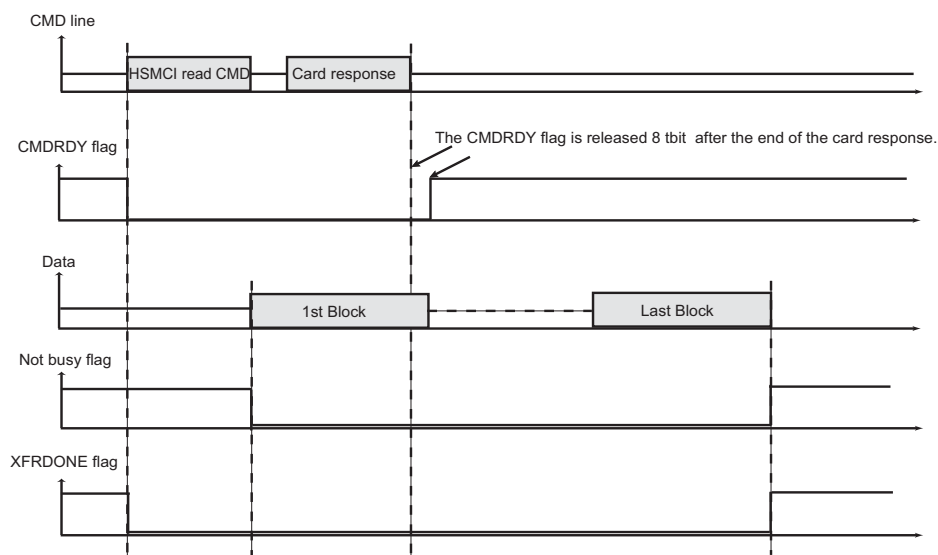 CMD line
HSMCI read CMD
Card response
The CMDRDY flag is released 8 tbit after the end of the card response.
CMDRDY flag
Data
1st Block
Last Block
Not busy flag
XFRDONE flag